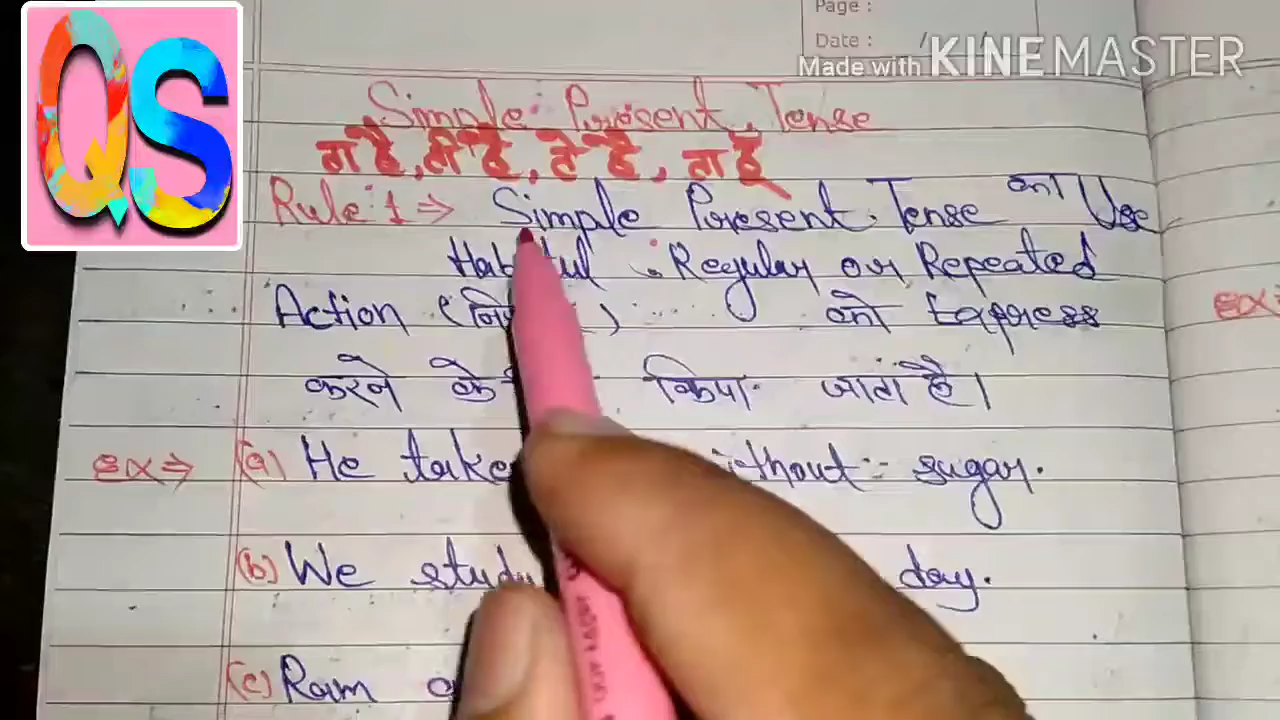 QS
Page :
Date : / /
Made with KINEMASTER
Simple Present Tense
ता है, ती है, ते है, ता हूँ
Rule 1 ⇒ Simple Present Tense का Use
Regular or Repeated
Action को Express
करने के किया जाता है।
ex ⇒ (a) He take without sugar.
ex
(b) We study day.
(c) Ram